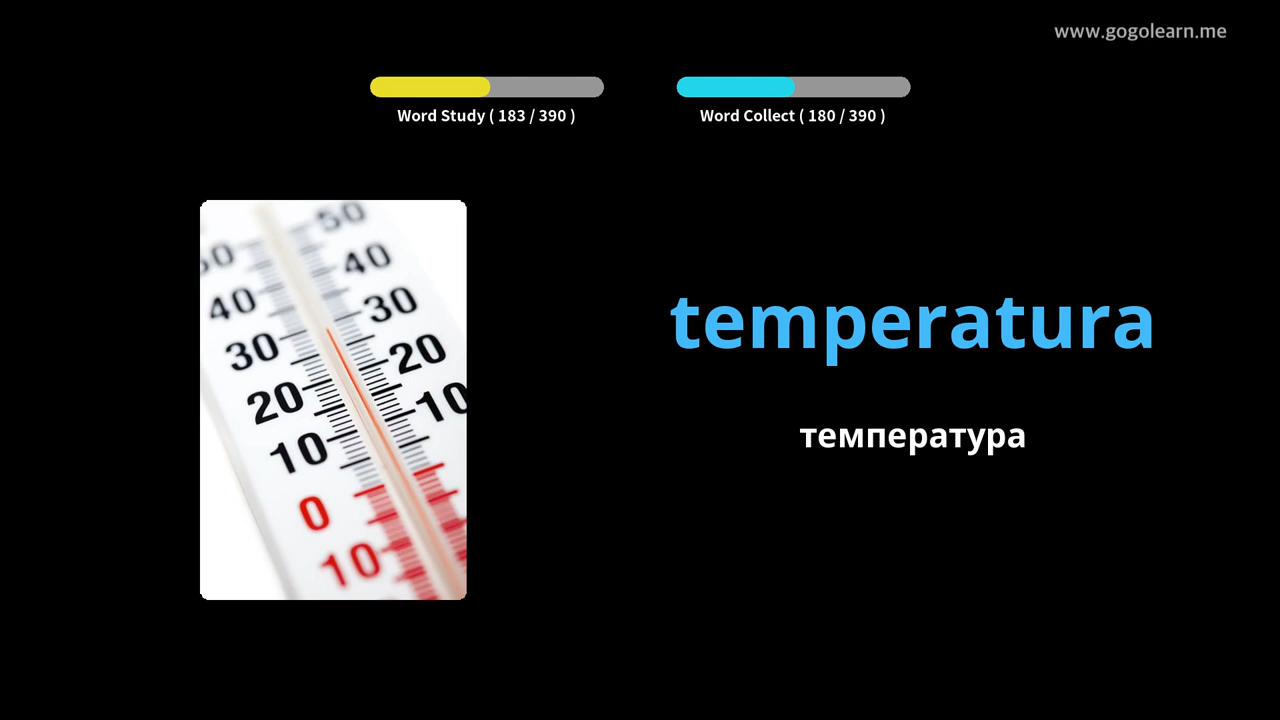 www.gogolearn.me
Word Study ( 183 / 390 )
Word Collect ( 180 / 390 )
50
50
40
40
30
30
20
20
10
10
0
10
temperatura
температура